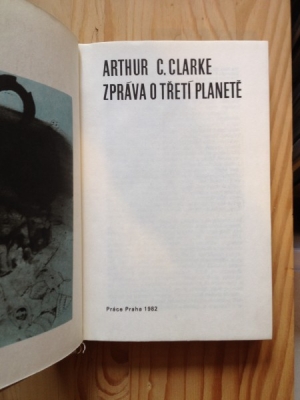 ARTHUR C. CLARKE
ZPRÁVA O TŘETÍ PLANETĚ
Práce Praha 1982